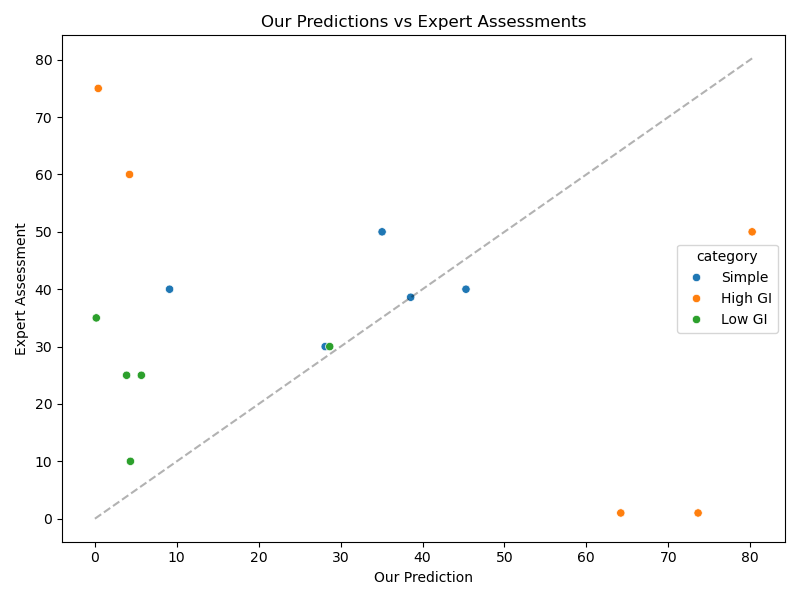 Our Predictions vs Expert Assessments
80
70
60
50
40
30
20
10
0
Expert Assessment
category
Simple
High GI
Low GI
0 10 20 30 40 50 60 70 80
Our Prediction